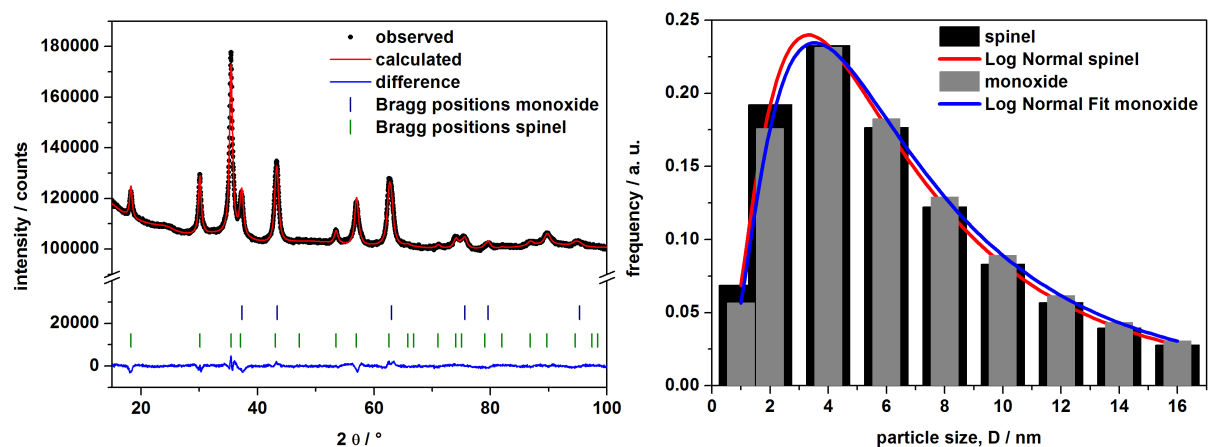 observed
calculated
difference
Bragg positions monoxide
Bragg positions spinel
180000
160000
140000
120000
100000
20000
0
intensity / counts
20
40
60
80
100
2 θ / °
spinel
Log Normal spinel
monoxide
Log Normal Fit monoxide
0.25
0.20
0.15
0.10
0.05
0.00
frequency / a. u.
0
2
4
6
8
10
12
14
16
particle size, D / nm